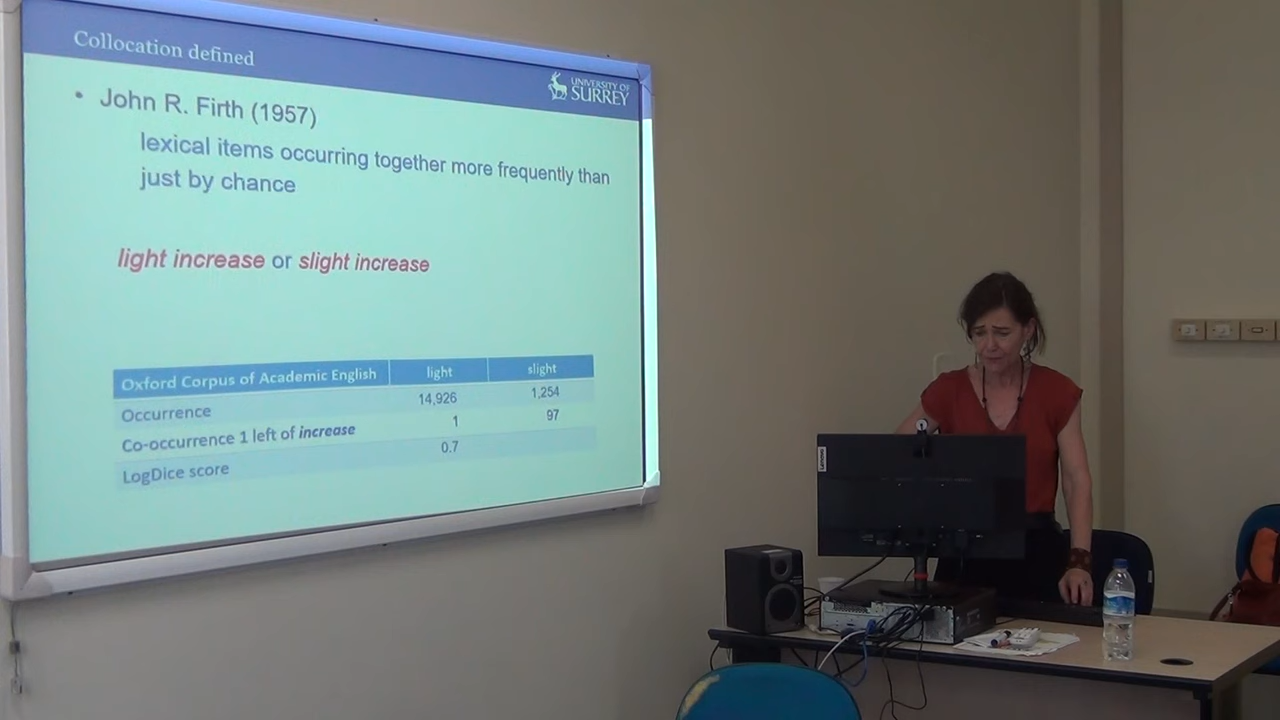 Collocation defined
UNIVERSITY OF
SURREY
• John R. Firth (1957)
lexical items occurring together more frequently than
just by chance
light increase or slight increase
Oxford Corpus of Academic English light slight
Occurrence 14,926 1,254
Co-occurrence 1 left of increase 1 97
LogDice score 0.7
Lenovo